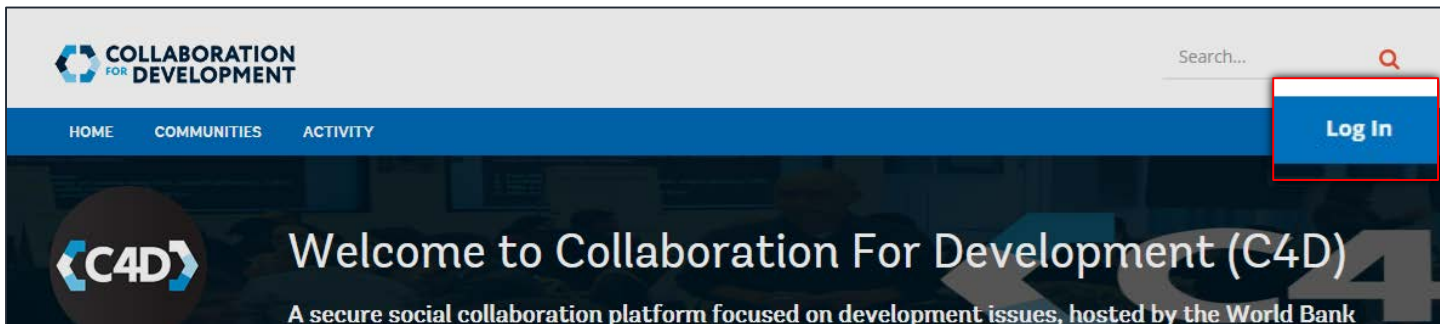 COLLABORATION
FOR DEVELOPMENT
Search...
HOME COMMUNITIES ACTIVITY
Log In
C4D
Welcome to Collaboration For Development (C4D)
A secure social collaboration platform focused on development issues, hosted by the World Bank